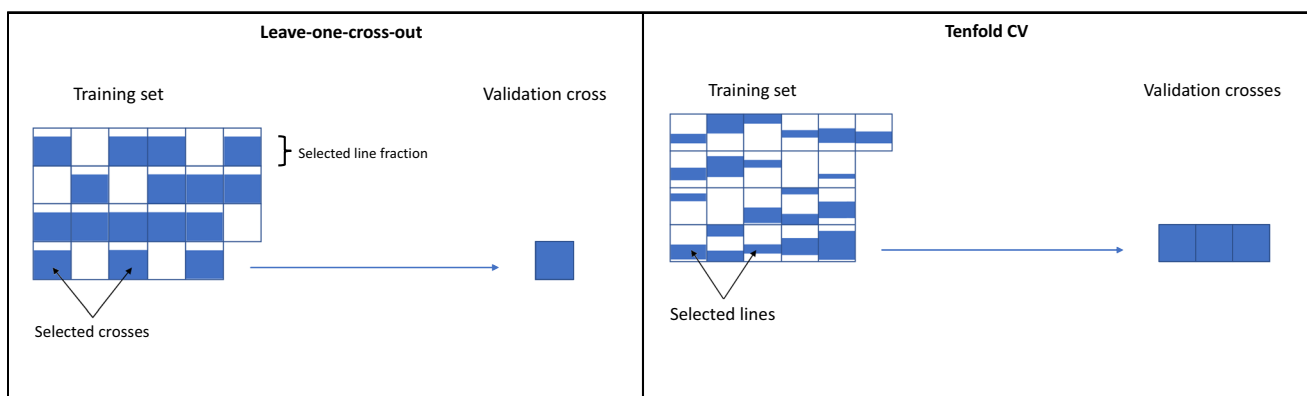 Leave-one-cross-out
Training set
Validation cross
Selected line fraction
Selected crosses
Tenfold CV
Training set
Validation crosses
Selected lines